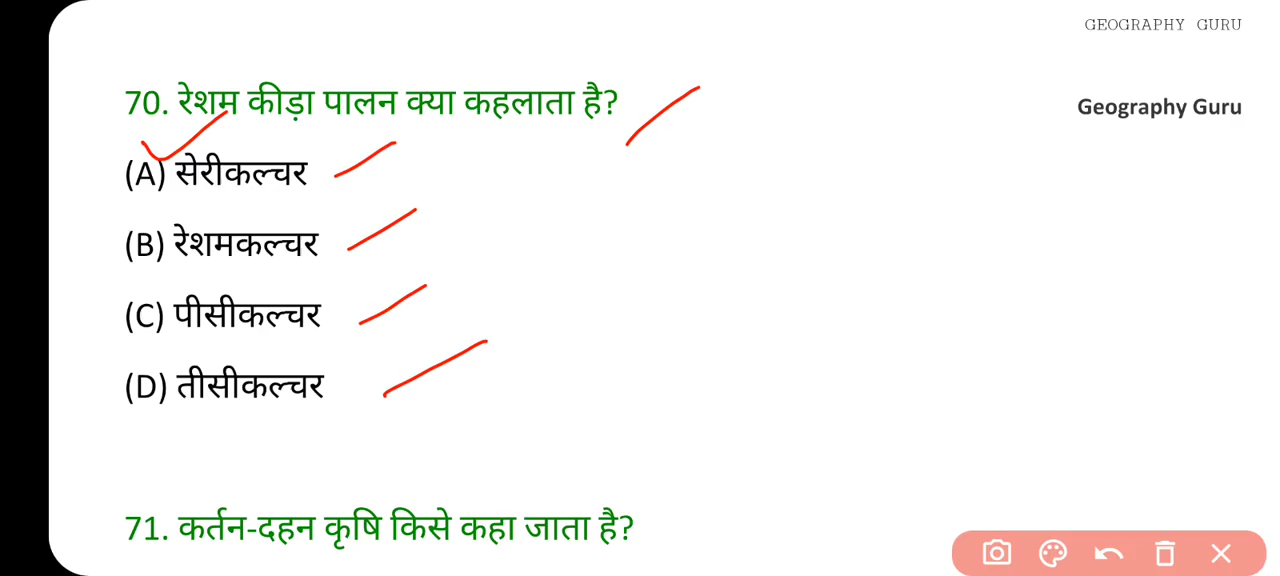 GEOGRAPHY GURU
70. रेशम कीड़ा पालन क्या कहलाता है?
Geography Guru
(A) सेरीकल्चर
(B) रेशमकल्चर
(C) पीसीकल्चर
(D) तीसीकल्चर
71. कर्तन-दहन कृषि किसे कहा जाता है?